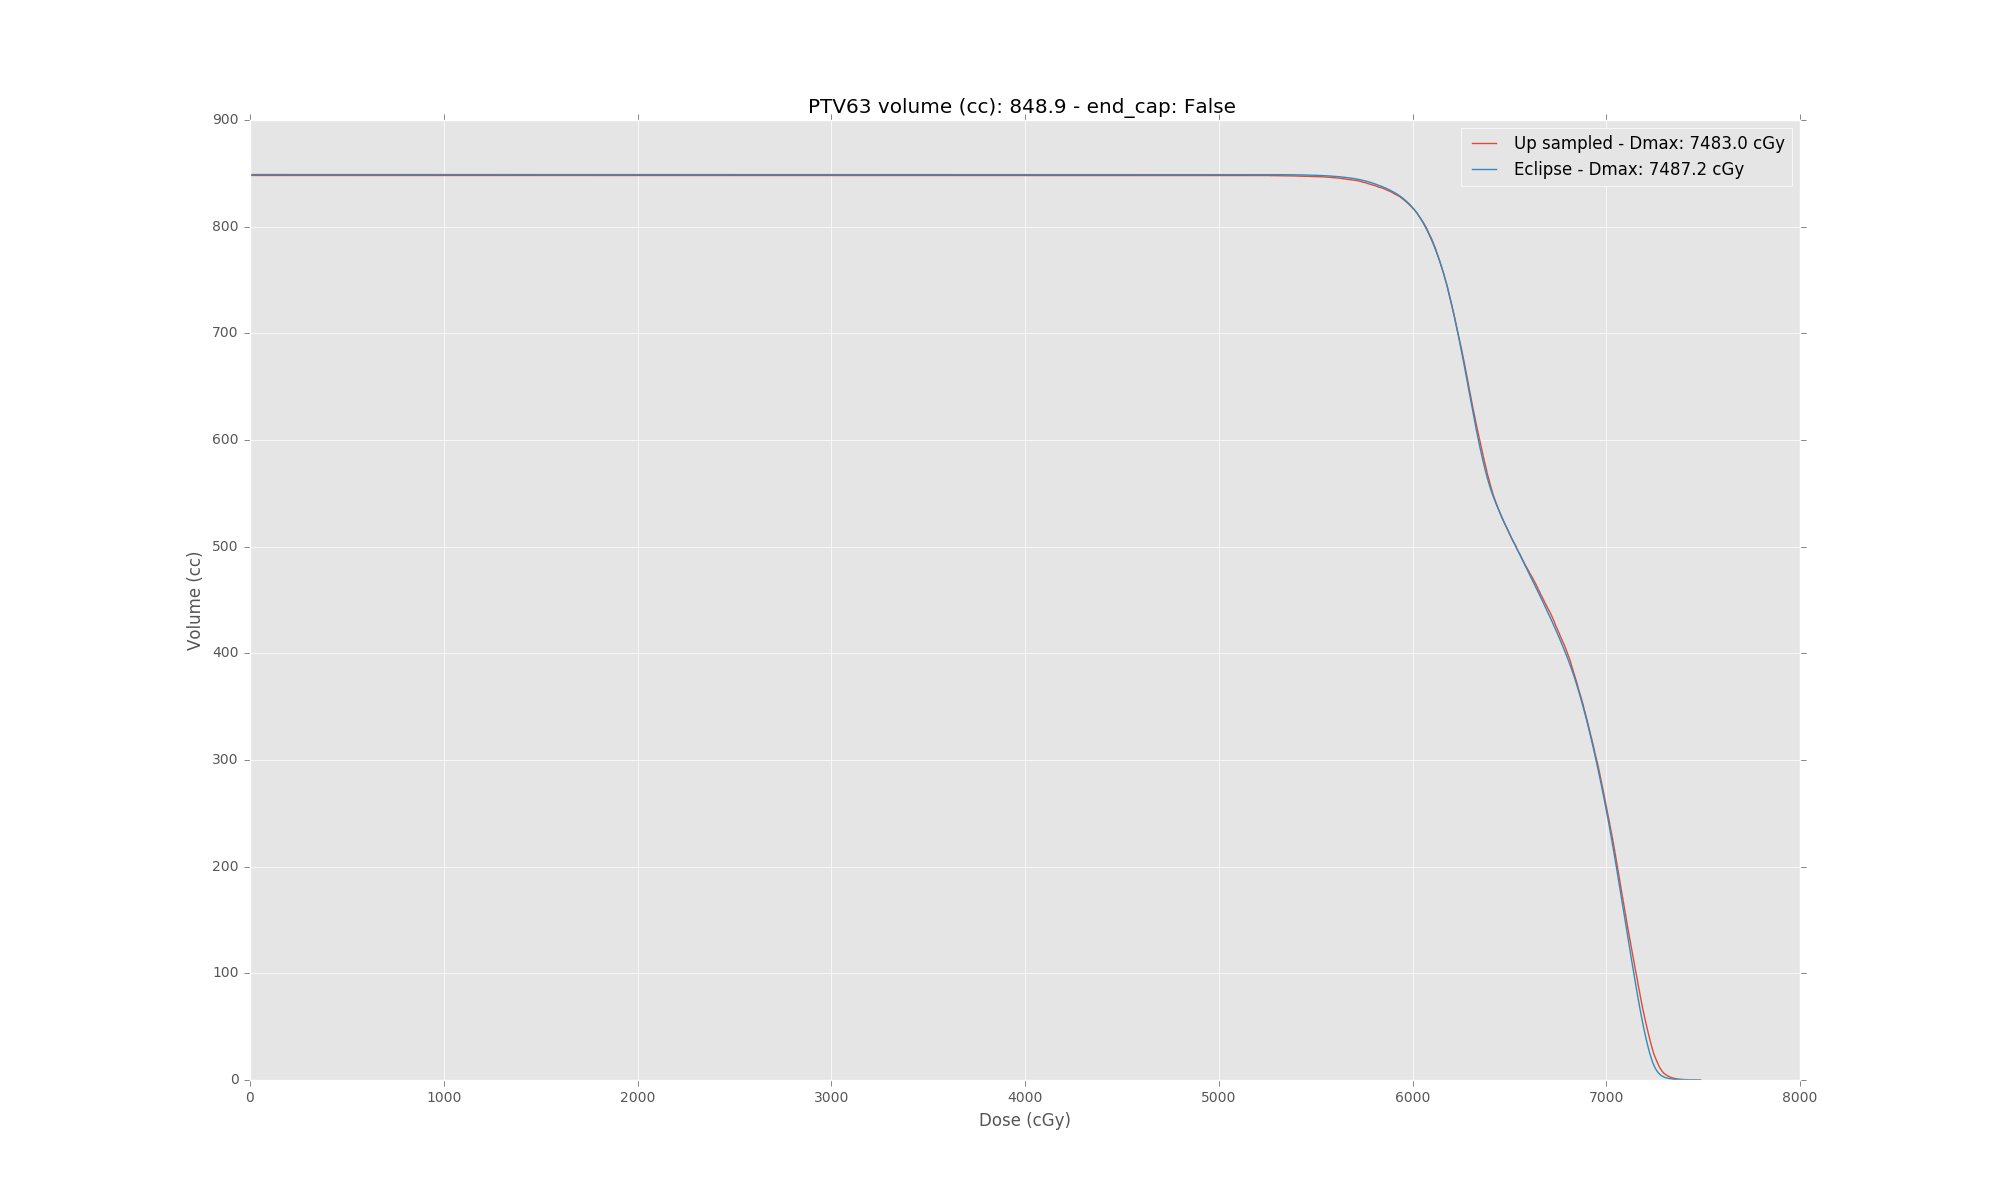 PTV63 volume (cc): 848.9 - end_cap: False
900
800
700
600
500
400
300
200
100
0
Volume (cc)
Up sampled - Dmax: 7483.0 cGy
Eclipse - Dmax: 7487.2 cGy
0 1000 2000 3000 4000 5000 6000 7000 8000
Dose (cGy)